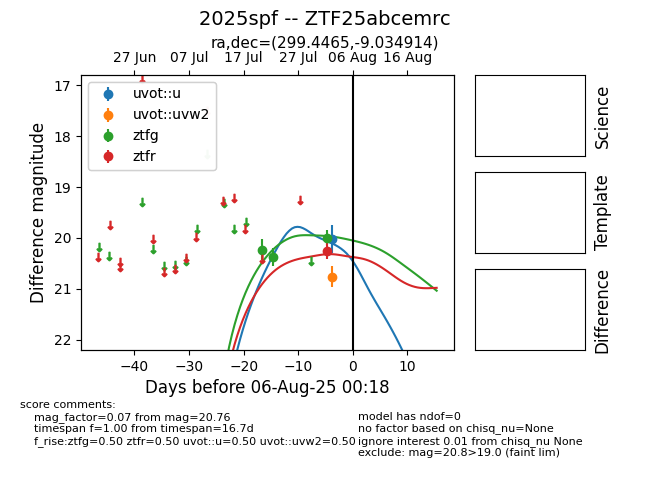 2025spf -- ZTF25abcemrc
ra,dec=(299.4465,-9.034914)
27 Jun 07 Jul 17 Jul 27 Jul 06 Aug 16 Aug
17
18
19
20
21
22
Difference magnitude
uvot::u
uvot::uvw2
ztfg
ztfr
−40 −30 −20 −10 0 10
Days before 06-Aug-25 00:18
Science
Template
Difference
score comments:
mag_factor=0.07 from mag=20.76
timespan f=1.00 from timespan=16.7d
f_rise:ztfg=0.50 ztfr=0.50 uvot::u=0.50 uvot::uvw2=0.50
model has ndof=0
no factor based on chisq_nu=None
ignore interest 0.01 from chisq_nu None
exclude: mag=20.8>19.0 (faint lim)